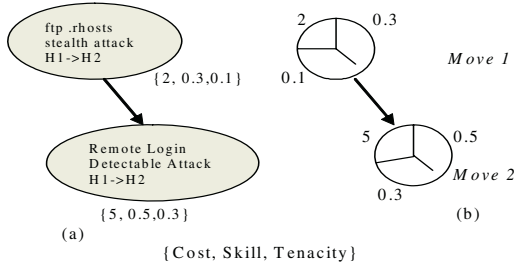 ftp .rhosts
stealth attack
H1->H2
{2, 0.3,0.1}
Remote Login
Detectable Attack
H1->H2
{5, 0.5,0.3}
(a)
2
0.3
0.1
Move 1
5
0.5
0.3
Move 2
(b)
{Cost, Skill, Tenacity}